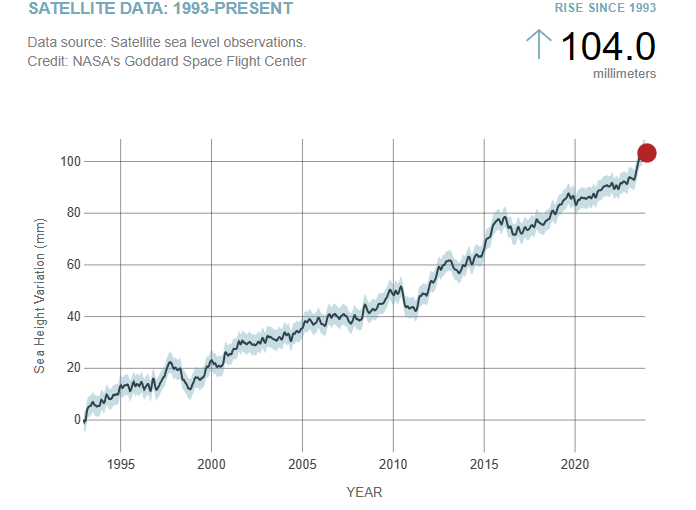 SATELLITE DATA: 1993-PRESENT
RISE SINCE 1993
Data source: Satellite sea level observations.
Credit: NASA's Goddard Space Flight Center
↑ 104.0
millimeters
Sea Height Variation (mm)
100
80
60
40
20
0
1995 2000 2005 2010 2015 2020
YEAR